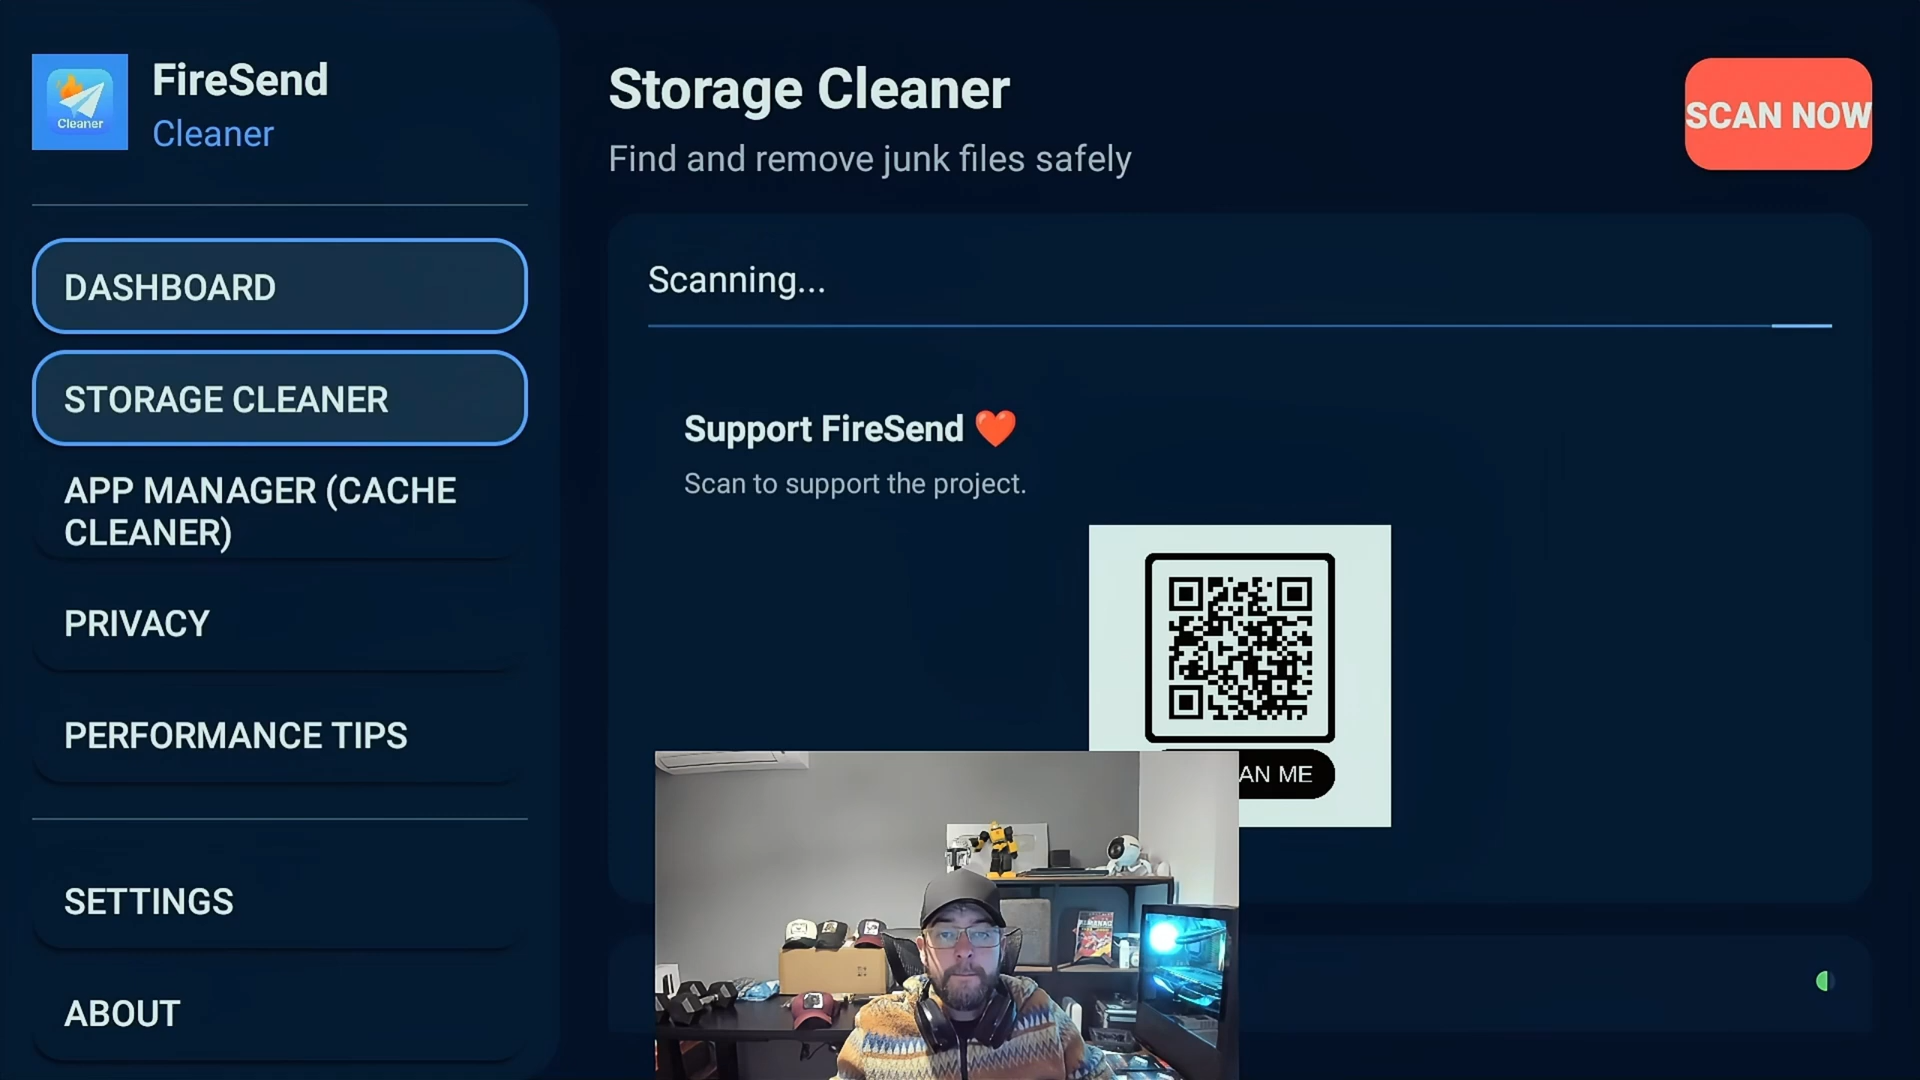 Cleaner
FireSend
Cleaner
DASHBOARD
STORAGE CLEANER
APP MANAGER (CACHE
CLEANER)
PRIVACY
PERFORMANCE TIPS
SETTINGS
ABOUT
Storage Cleaner
Find and remove junk files safely
SCAN NOW
Scanning...
Support FireSend
Scan to support the project.
AN ME